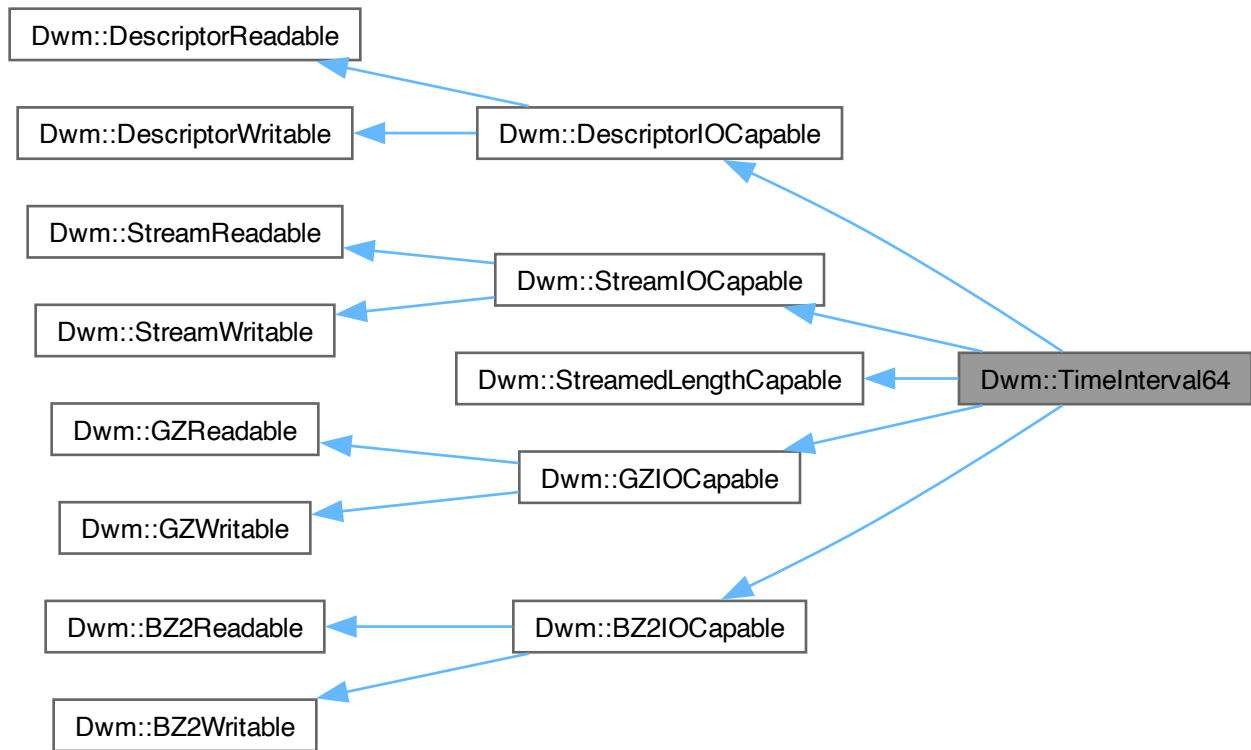 Dwm::DescriptorReadable
Dwm::DescriptorWritable
Dwm::DescriptorIOCapable
Dwm::StreamReadable
Dwm::StreamIOCapable
Dwm::StreamWritable
Dwm::StreamedLengthCapable
Dwm::TimeInterval64
Dwm::GZReadable
Dwm::GZIOCapable
Dwm::GZWritable
Dwm::BZ2Readable
Dwm::BZ2IOCapable
Dwm::BZ2Writable